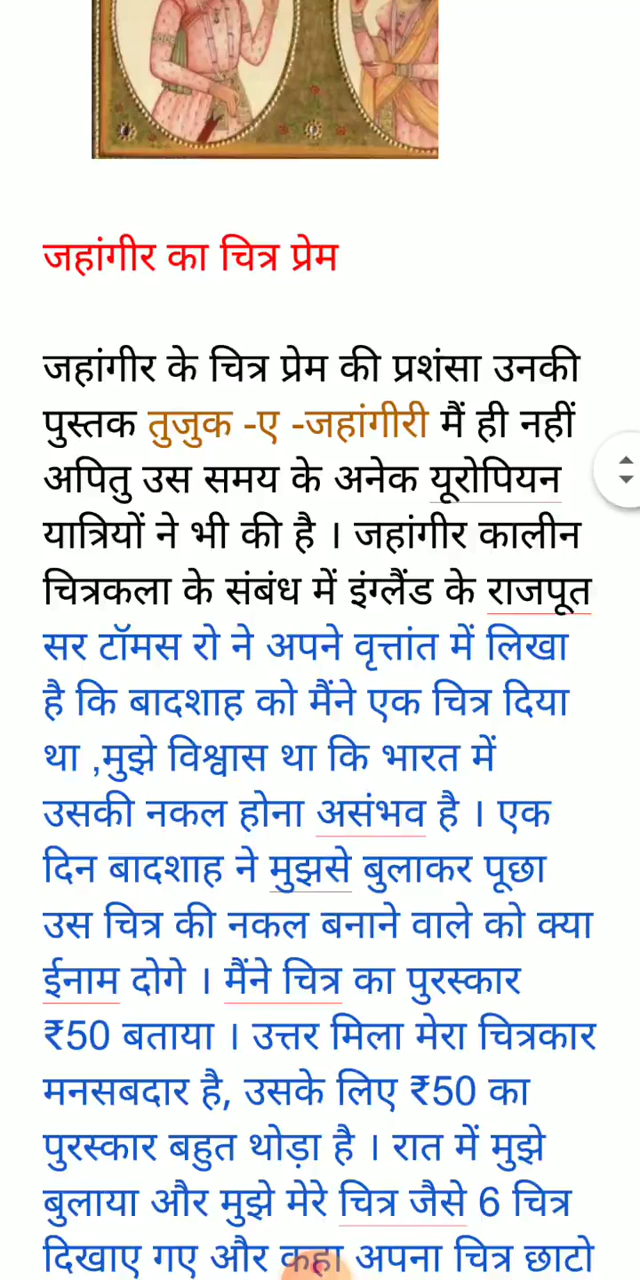 जहांगीर का चित्र प्रेम
जहांगीर के चित्र प्रेम की प्रशंसा उनकी
पुस्तक तुजुक -ए -जहांगीरी मैं ही नहीं
अपितु उस समय के अनेक यूरोपियन
यात्रियों ने भी की है । जहांगीर कालीन
चित्रकला के संबंध में इंग्लैंड के राजपूत
सर टॉमस रो ने अपने वृत्तांत में लिखा
है कि बादशाह को मैंने एक चित्र दिया
था ,मुझे विश्वास था कि भारत में
उसकी नकल होना असंभव है । एक
दिन बादशाह ने मुझसे बुलाकर पूछा
उस चित्र की नकल बनाने वाले को क्या
ईनाम दोगे । मैंने चित्र का पुरस्कार
₹50 बताया । उत्तर मिला मेरा चित्रकार
मनसबदार है, उसके लिए ₹50 का
पुरस्कार बहुत थोड़ा है । रात में मुझे
बुलाया और मुझे मेरे चित्र जैसे 6 चित्र
दिखाए गए और कहा अपना चित्र छाटो